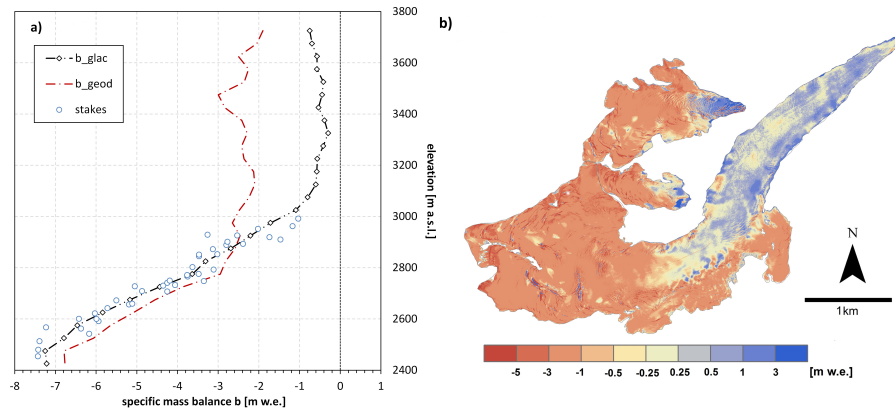 a)
b_glac
b_geod
stakes
-8 -7 -6 -5 -4 -3 -2 -1 0 1
specific mass balance b [m w.e.]
3800
3600
3400
3200
3000
2800
2600
2400
elevation [m a.s.l.]
b)
N
1km
-5 -3 -1 -0.5 -0.25 0.25 0.5 1 3 [m w.e.]